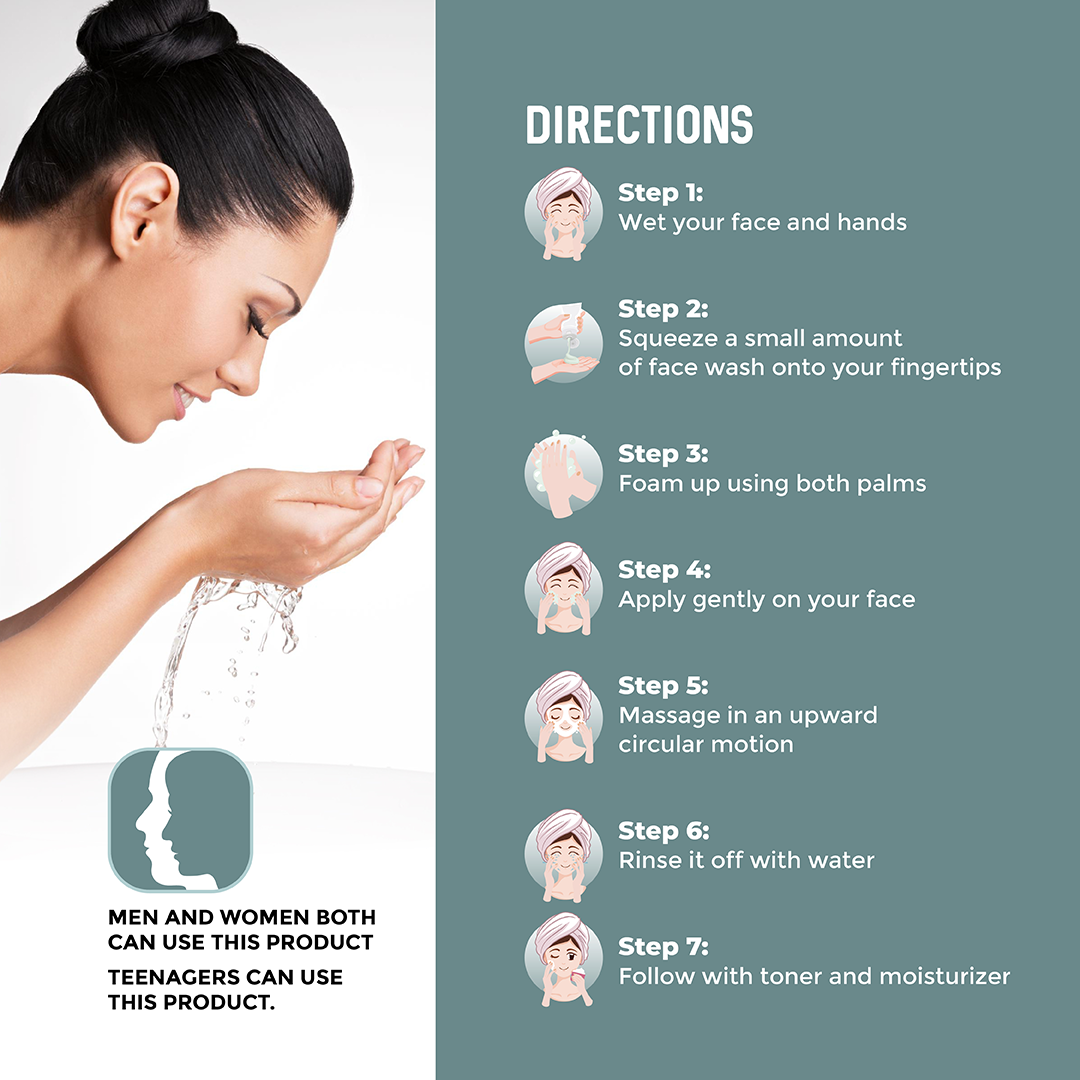 DIRECTIONS
Step 1:
Wet your face and hands
Step 2:
Squeeze a small amount
of face wash onto your fingertips
Step 3:
Foam up using both palms
Step 4:
Apply gently on your face
Step 5:
Massage in an upward
circular motion
Step 6:
Rinse it off with water
Step 7:
Follow with toner and moisturizer
MEN AND WOMEN BOTH
CAN USE THIS PRODUCT
TEENAGERS CAN USE
THIS PRODUCT.